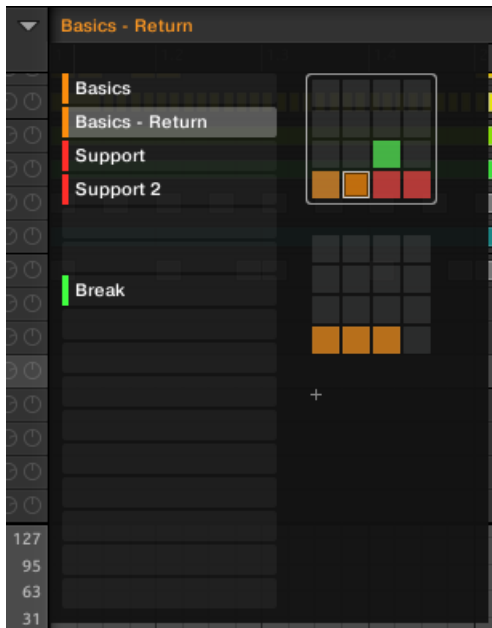 Basics - Return
Basics
Basics - Return
Support
Support 2
Break
+
127
95
63
31